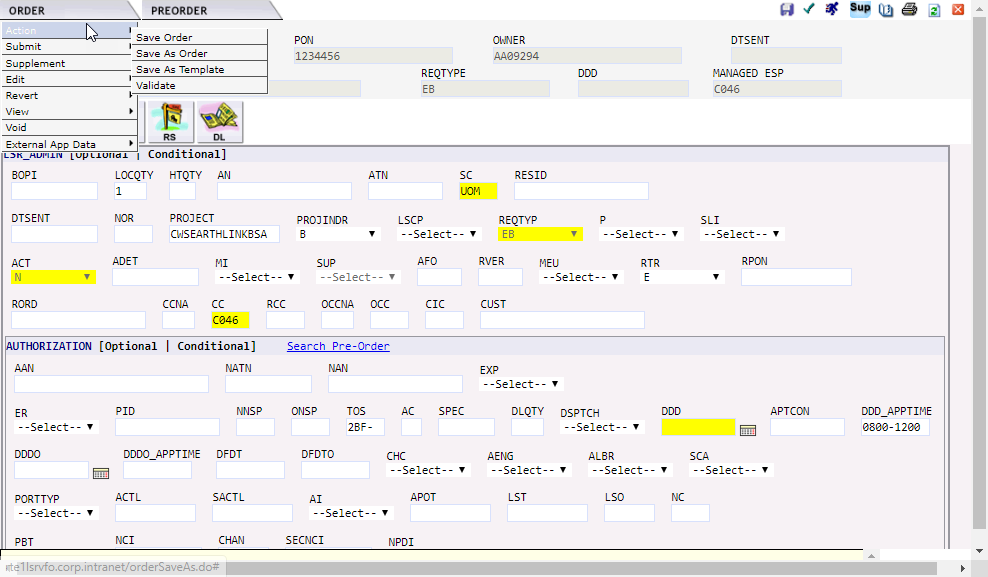 ORDER PREORDER Sup
Action Save Order PON OWNER DTSENT
Submit Save As Order 1234456 AA09294
Supplement Save As Template REQTYPE DDD MANAGED ESP
Edit Validate EB C046
Revert
View
Void
External App Data RS DL
LSR_ADMIN [Optional | Conditional]
BOPI LOCQTY HTQTY AN ATN SC RESID
1 UOM
DTSENT NOR PROJECT PROJINDR LSCP REQTYP P SLI
CWSEARTHLINKBSA B --Select-- EB --Select-- --Select--
ACT ADET MI SUP AFO RVER MEU RTR RPON
N --Select-- --Select-- --Select-- E
RORD CCNA CC RCC OCCNA OCC CIC CUST
C046
AUTHORIZATION [Optional | Conditional] Search Pre-Order
AAN NATN NAN EXP
--Select--
ER PID NNSP ONSP TOS AC SPEC DLQTY DSPTCH DDD APTCON DDD_APPTIME
--Select-- 2BF- --Select-- 0800-1200
DDDO DDDO_APPTIME DFDT DFDTO CHC AENG ALBR SCA
--Select-- --Select-- --Select-- --Select--
PORTTYP ACTL SACTL AI APOT LST LSO NC
--Select-- --Select--
PBT NCI CHAN SECNCI NPDI
xte1lsrvfo.corp.intranet/orderSaveAs.do#